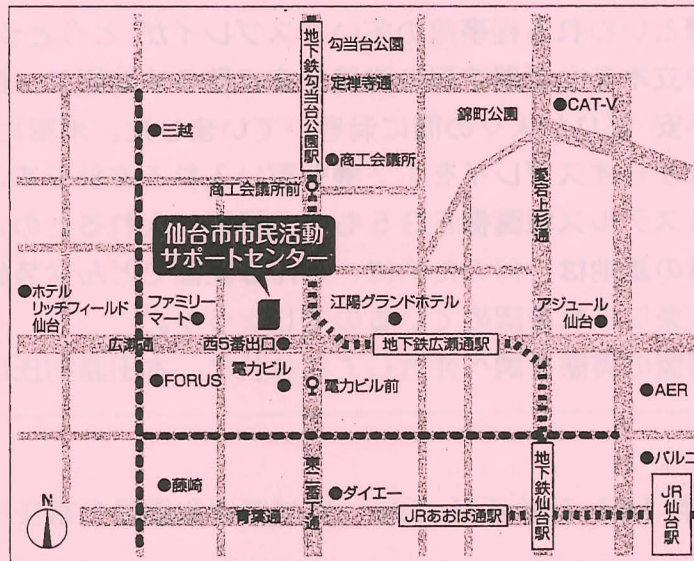 勾当台公園
地下鉄勾当台公園駅
定禅寺通
錦町公園
●CAT-V
●三越
●商工会議所
商工会議所前
愛宕上杉通
仙台市市民活動
サポートセンター
●ホテル
リッチフィールド
仙台
ファミリー
マート●
江陽グランドホテル
アジュール
仙台●
広瀬通
西5番出口●
地下鉄広瀬通駅
●FORUS
電力ビル
電力ビル前
●AER
東二番丁通
地下鉄仙台駅
●パルコ
JR
仙台駅
●藤崎
●ダイエー
N
青葉通
JRあおば通駅